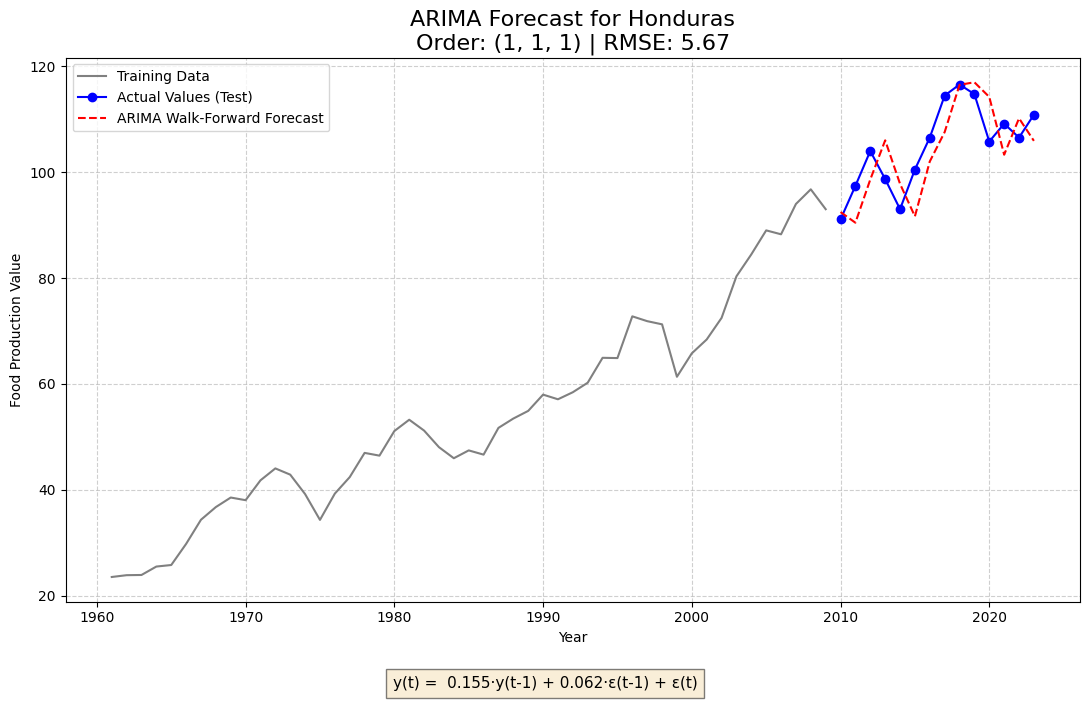 ARIMA Forecast for Honduras
Order: (1, 1, 1) | RMSE: 5.67
Training Data
Actual Values (Test)
ARIMA Walk-Forward Forecast
Food Production Value
120
100
80
60
40
20
1960
1970
1980
1990
2000
2010
2020
Year
y(t) =  0.155·y(t-1) + 0.062·ε(t-1) + ε(t)